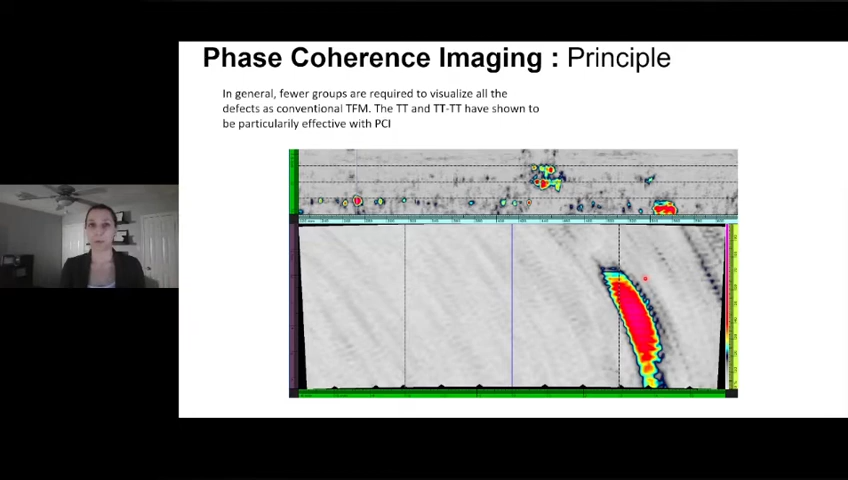 Phase Coherence Imaging : Principle
In general, fewer groups are required to visualize all the
defects as conventional TFM. The TT and TT-TT have shown to
be particularly effective with PCI